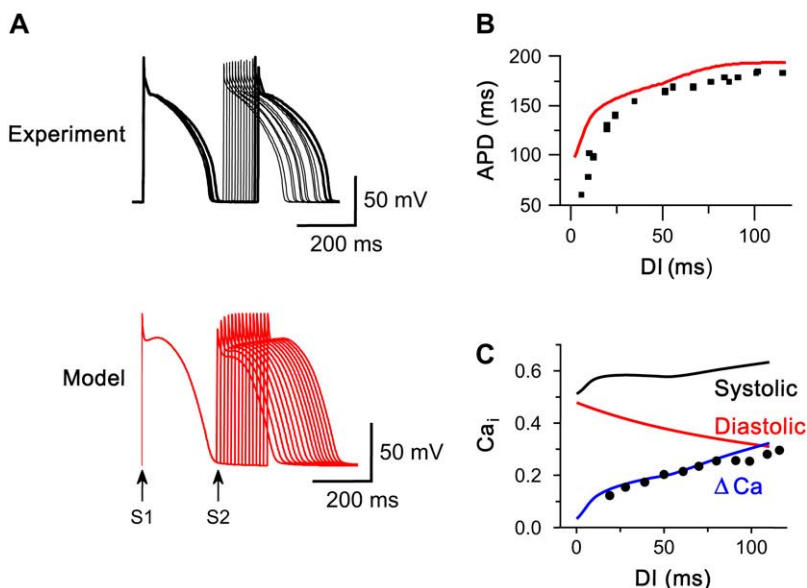 A
Experiment
50 mV
200 ms
Model
50 mV
200 ms
S1
S2
B
200
150
100
50
APD (ms)
0
50
100
DI (ms)
C
0.6
0.4
0.2
0.0
Ca i
Systolic
Diastolic
Δ Ca
0
50
100
DI (ms)